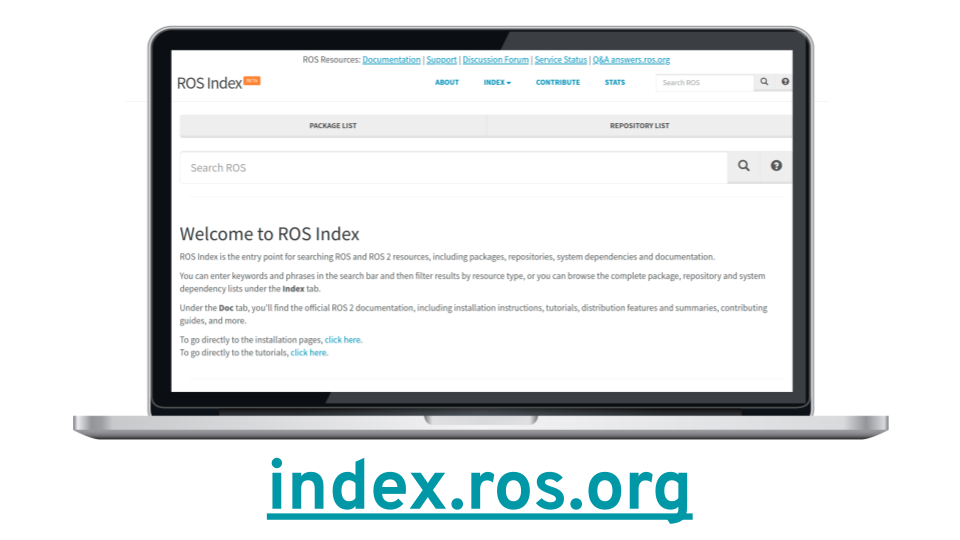 ROS Resources: Documentation | Support | Discussion Forum | Service Status | Q&A answers.ros.org
ROS Index BETA
ABOUT INDEX CONTRIBUTE STATS Search ROS
PACKAGE LIST REPOSITORY LIST
Search ROS
Welcome to ROS Index
ROS Index is the entry point for searching ROS and ROS 2 resources, including packages, repositories, system dependencies and documentation.
You can enter keywords and phrases in the search bar and then filter results by resource type, or you can browse the complete package, repository and system
dependency lists under the Index tab.
Under the Doc tab, you'll find the official ROS 2 documentation, including installation instructions, tutorials, distribution features and summaries, contributing
guides, and more.
To go directly to the installation pages, click here.
To go directly to the tutorials, click here.
index.ros.org